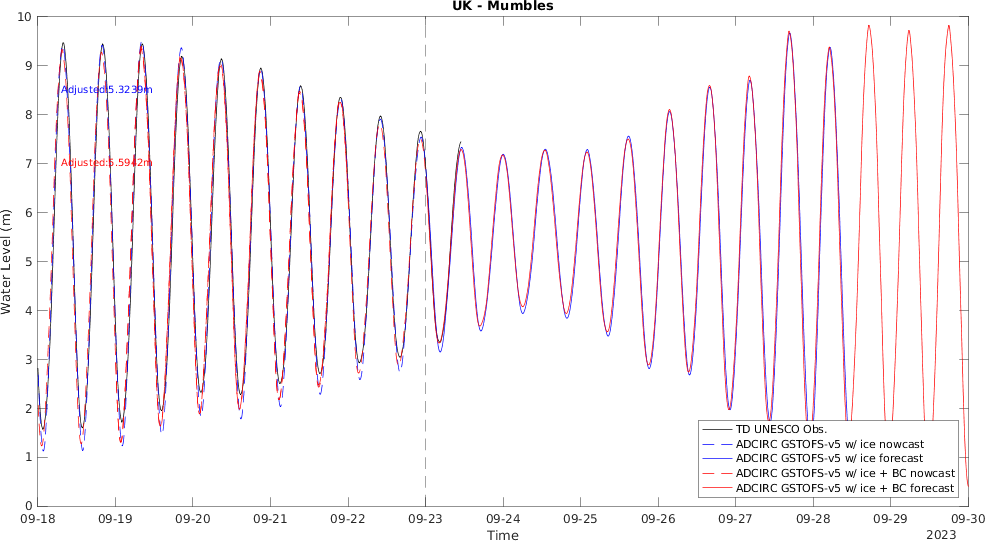 UK - Mumbles
10
9
8
7
6
5
4
3
2
1
0
Water Level (m)
Adjusted:5.3239m
Adjusted:5.5942m
TD UNESCO Obs.
ADCIRC GSTOFS-v5 w/ ice nowcast
ADCIRC GSTOFS-v5 w/ ice forecast
ADCIRC GSTOFS-v5 w/ ice + BC nowcast
ADCIRC GSTOFS-v5 w/ ice + BC forecast
09-18 09-19 09-20 09-21 09-22 09-23 09-24 09-25 09-26 09-27 09-28 09-29 09-30
Time
2023